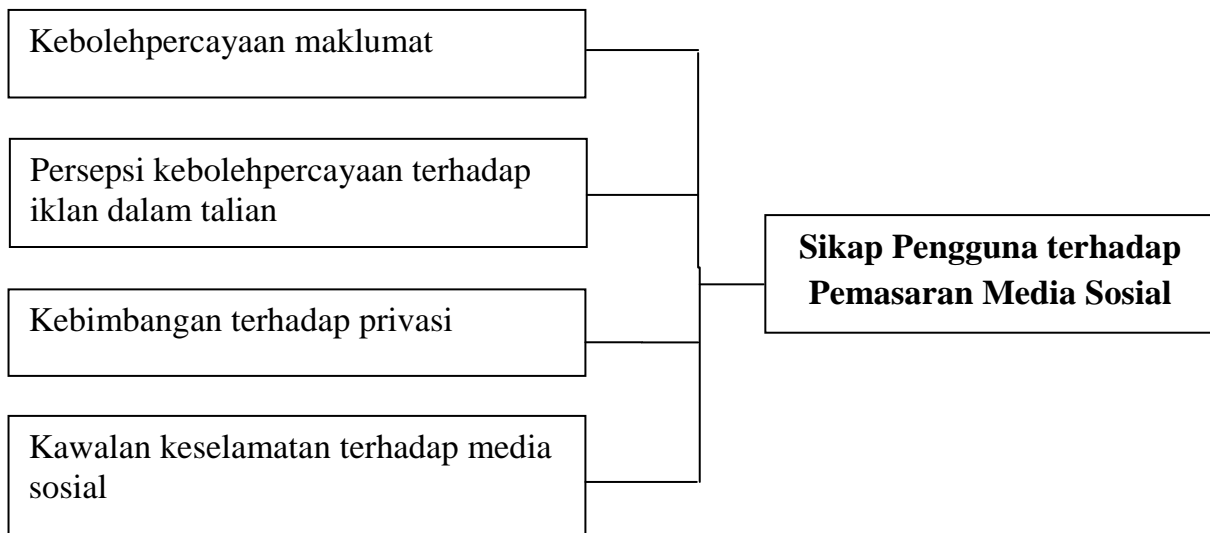 Kebolehpercayaan maklumat
Persepsi kebolehpercayaan terhadap
iklan dalam talian
Kebimbangan terhadap privasi
Kawalan keselamatan terhadap media
sosial
Sikap Pengguna terhadap
Pemasaran Media Sosial